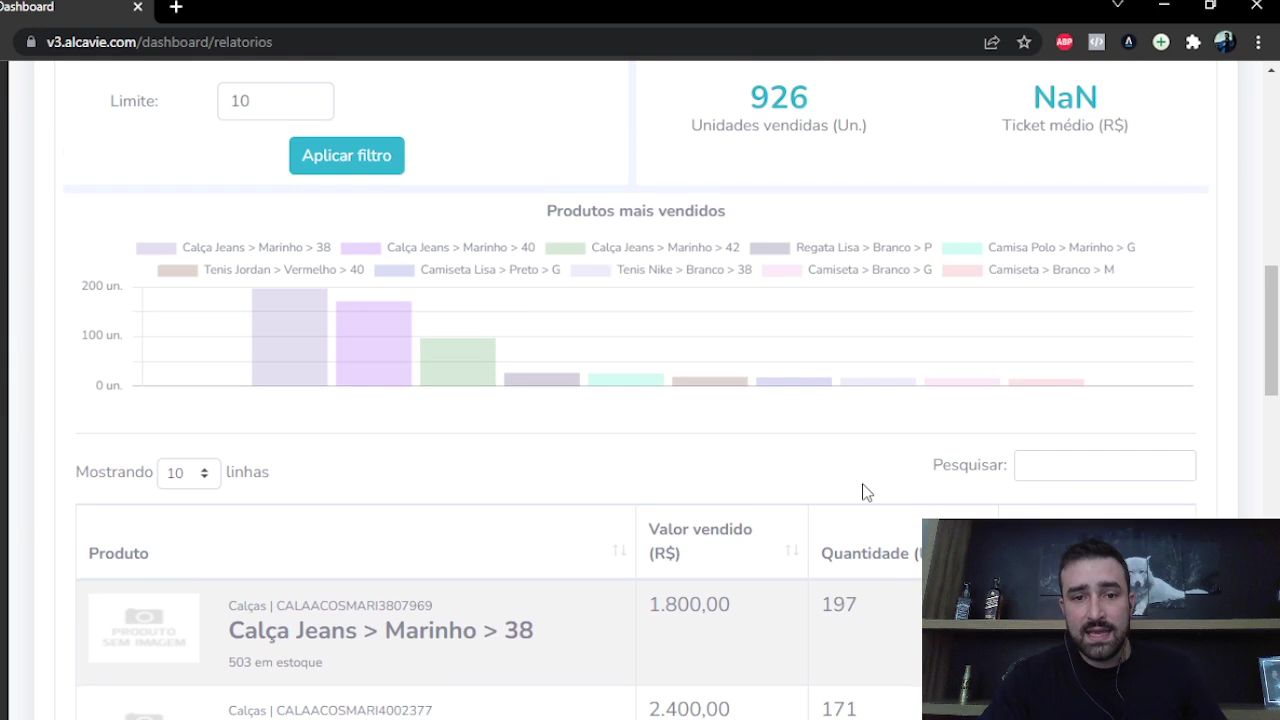 Dashboard
v3.alcavie.com/dashboard/relatorios
ABP
Limite:
10
Aplicar filtro
926
Unidades vendidas (Un.)
NaN
Ticket médio (R$)
Produtos mais vendidos
Calça Jeans > Marinho > 38
Calça Jeans > Marinho > 40
Calça Jeans > Marinho > 42
Regata Lisa > Branco > P
Camisa Polo > Marinho > G
Tenis Jordan > Vermelho > 40
Camiseta Lisa > Preto > G
Tenis Nike > Branco > 38
Camiseta > Branco > G
Camiseta > Branco > M
200 un.
100 un.
0 un.
Mostrando 10 linhas
Pesquisar:
Produto
Valor vendido
(R$)
Quantidade (
PRODUTO
SEM IMAGEM
Calças | CALAACOSMARI3807969
Calça Jeans > Marinho > 38
503 em estoque
1.800,00
197
Calças | CALAACOSMARI4002377
2.400,00
171